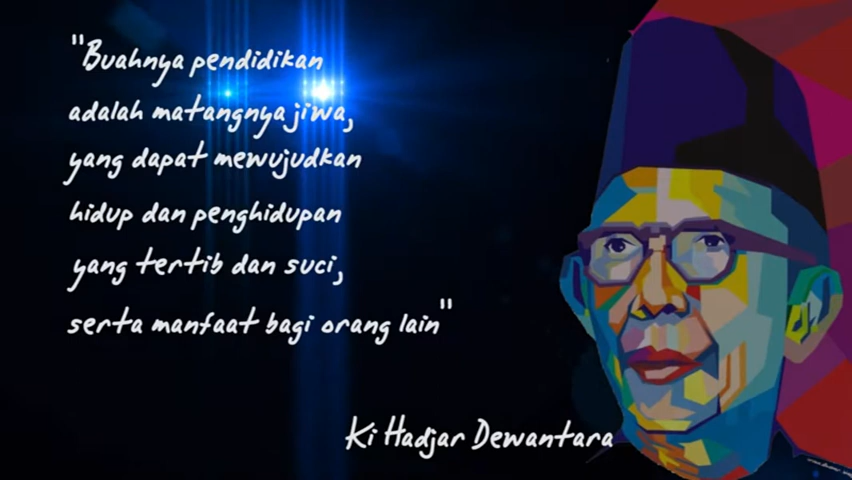 "Buahnya pendidikan
adalah matangnya jiwa,
yang dapat mewujudkan
hidup dan penghidupan
yang tertib dan suci,
serta manfaat bagi orang lain"
Ki Hadjar Dewantara